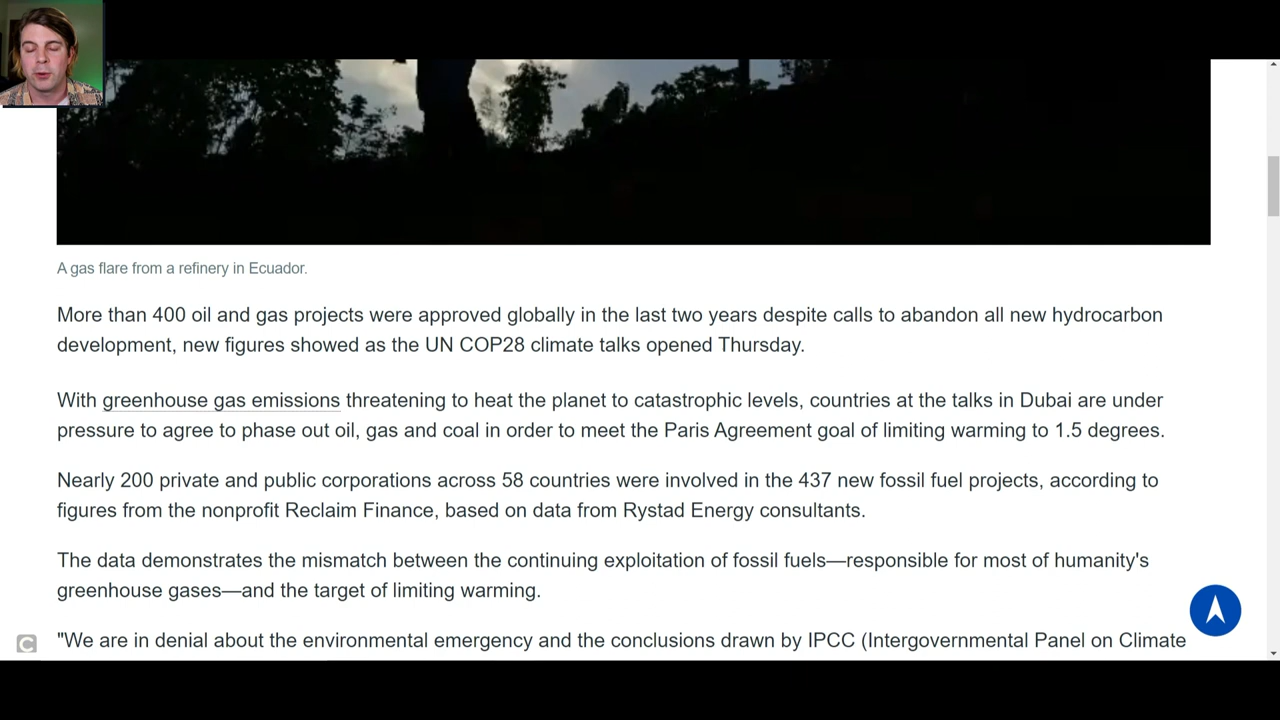 A gas flare from a refinery in Ecuador.
More than 400 oil and gas projects were approved globally in the last two years despite calls to abandon all new hydrocarbon
development, new figures showed as the UN COP28 climate talks opened Thursday.
With greenhouse gas emissions threatening to heat the planet to catastrophic levels, countries at the talks in Dubai are under
pressure to agree to phase out oil, gas and coal in order to meet the Paris Agreement goal of limiting warming to 1.5 degrees.
Nearly 200 private and public corporations across 58 countries were involved in the 437 new fossil fuel projects, according to
figures from the nonprofit Reclaim Finance, based on data from Rystad Energy consultants.
The data demonstrates the mismatch between the continuing exploitation of fossil fuels—responsible for most of humanity's
greenhouse gases—and the target of limiting warming.
"We are in denial about the environmental emergency and the conclusions drawn by IPCC (Intergovernmental Panel on Climate